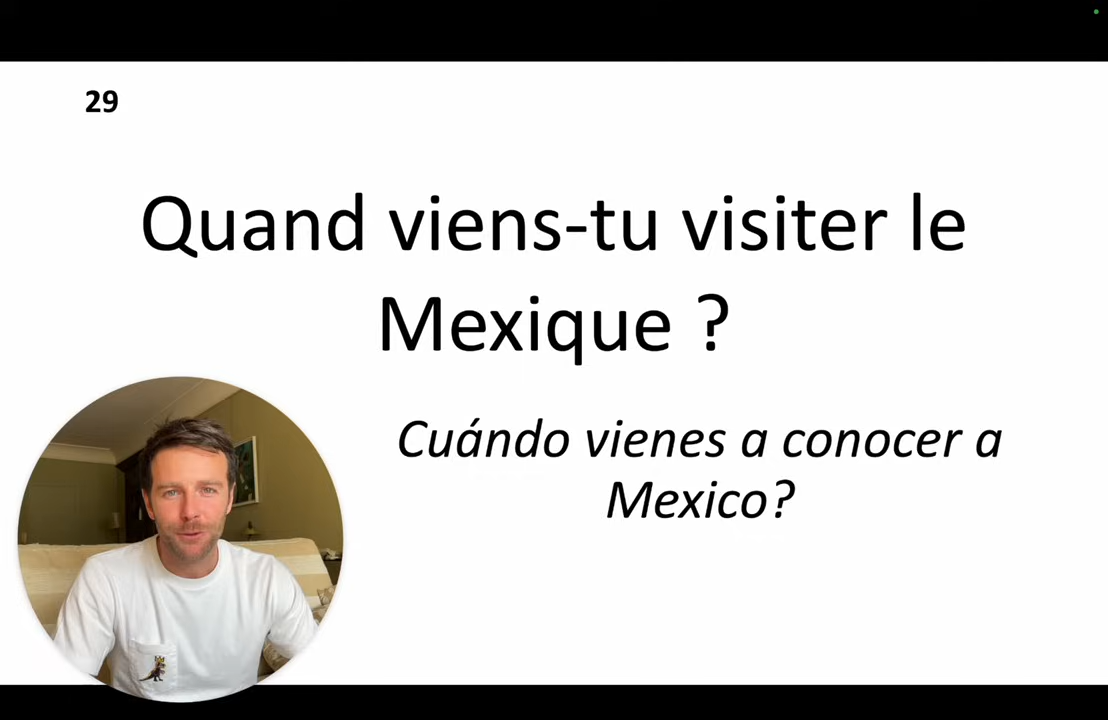 29
Quand viens-tu visiter le
Mexique ?
Cuándo vienes a conocer a
Mexico?